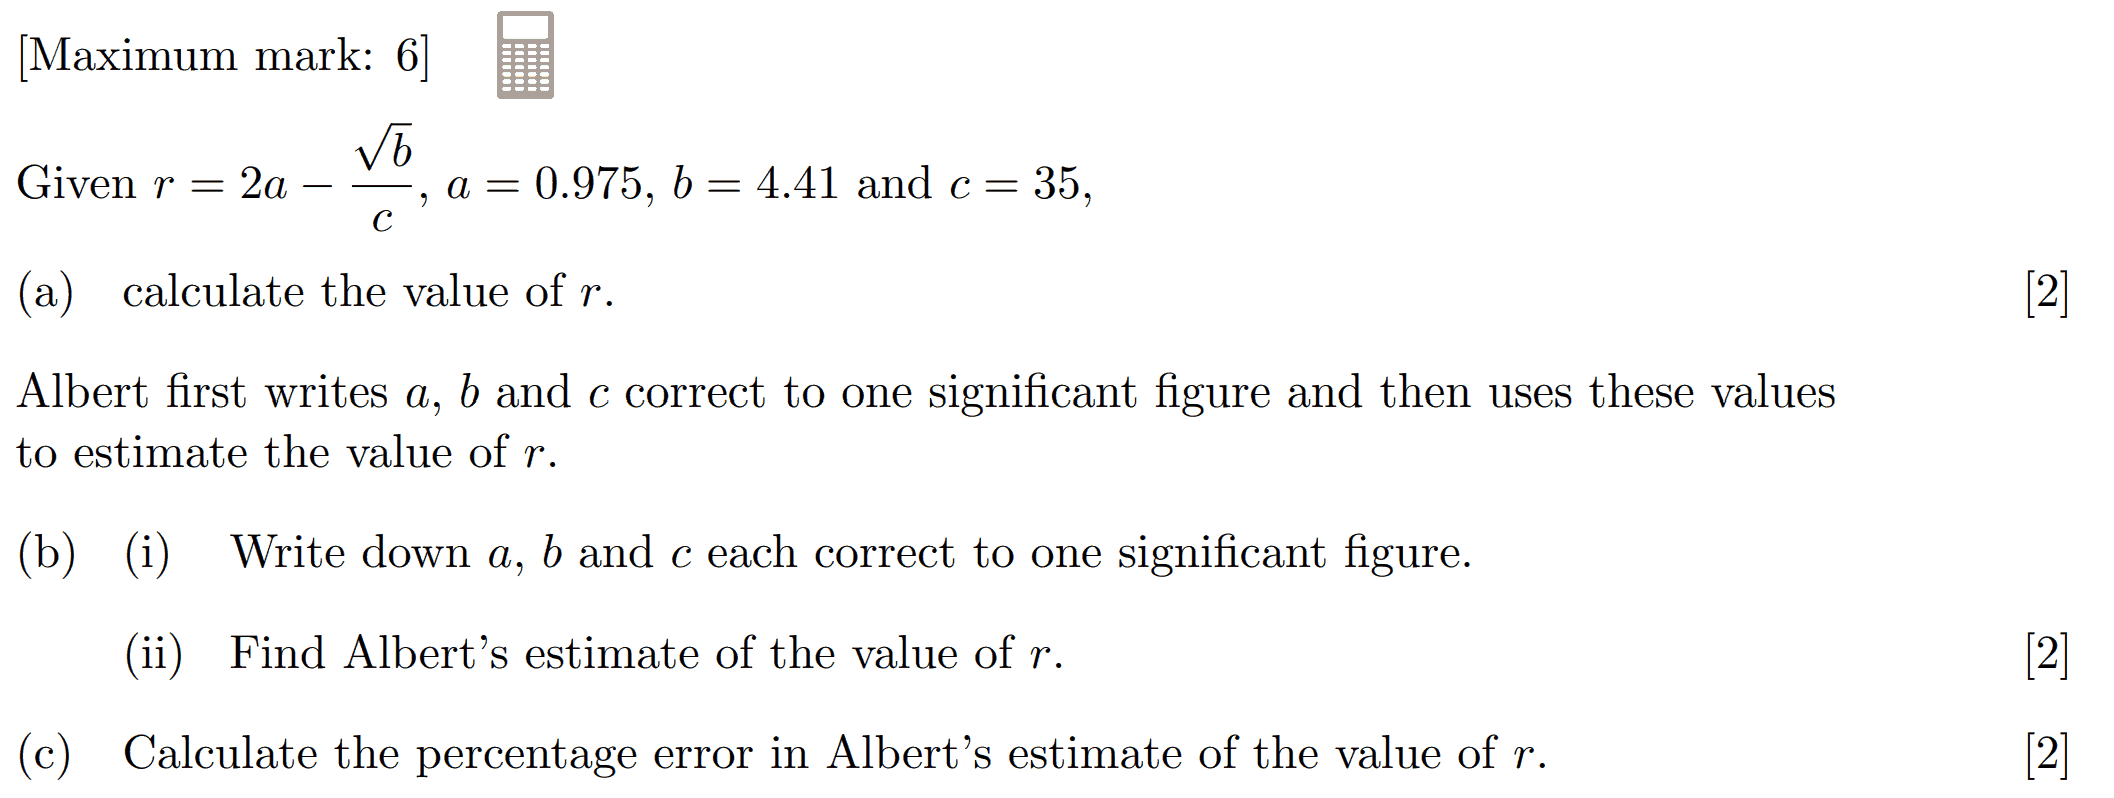 [Maximum mark: 6]
Given r = 2a − √b/c, a = 0.975, b = 4.41 and c = 35,
(a) calculate the value of r. [2]
Albert first writes a, b and c correct to one significant figure and then uses these values
to estimate the value of r.
(b) (i) Write down a, b and c each correct to one significant figure.
(ii) Find Albert’s estimate of the value of r. [2]
(c) Calculate the percentage error in Albert’s estimate of the value of r. [2]